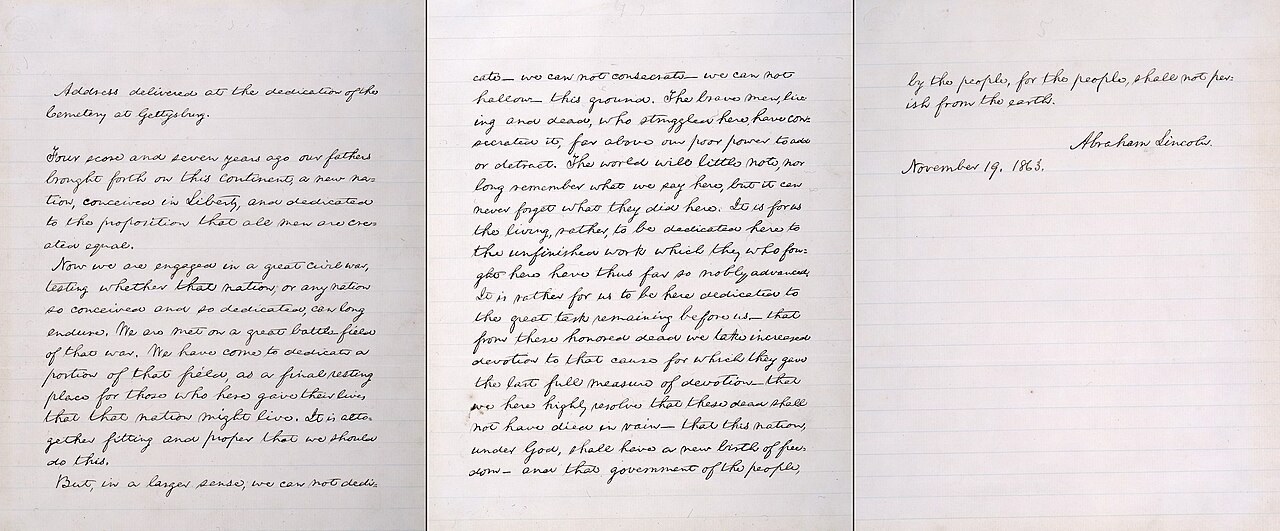 Address delivered at the dedication of the
Cemetery at Gettysburg.
Four score and seven years ago our fathers
brought forth on this continent, a new na-
tion, conceived in Liberty, and dedicated
to the proposition that all men are cre-
ated equal.
Now we are engaged in a great civil war,
testing whether that nation, or any nation
so conceived and so dedicated, can long
endure. We are met on a great battle field
of that war. We have come to dedicate a
portion of that field, as a final resting
place for those who here gave their lives
that that nation might live. It is alto-
gether fitting and proper that we should
do this.
But, in a larger sense, we can not dedi-
cate— we can not consecrate— we can not
hallow— this ground. The brave men, liv-
ing and dead, who struggled here have con-
secrated it, far above our poor power to add
or detract. The world will little note, nor
long remember what we say here, but it can
never forget what they did here. It is for us
the living, rather, to be dedicated here to
the unfinished work which they who fou-
ght here have thus far so nobly advanced.
It is rather for us to be here dedicated to
the great task remaining before us— that
from these honored dead we take increased
devotion to that cause for which they gave
the last full measure of devotion— that
we here highly resolve that these dead shall
not have died in vain— that this nation,
under God, shall have a new birth of free-
dom— and that government of the people,
by the people, for the people, shall not per-
ish from the earth.
Abraham Lincoln.
November 19, 1863.